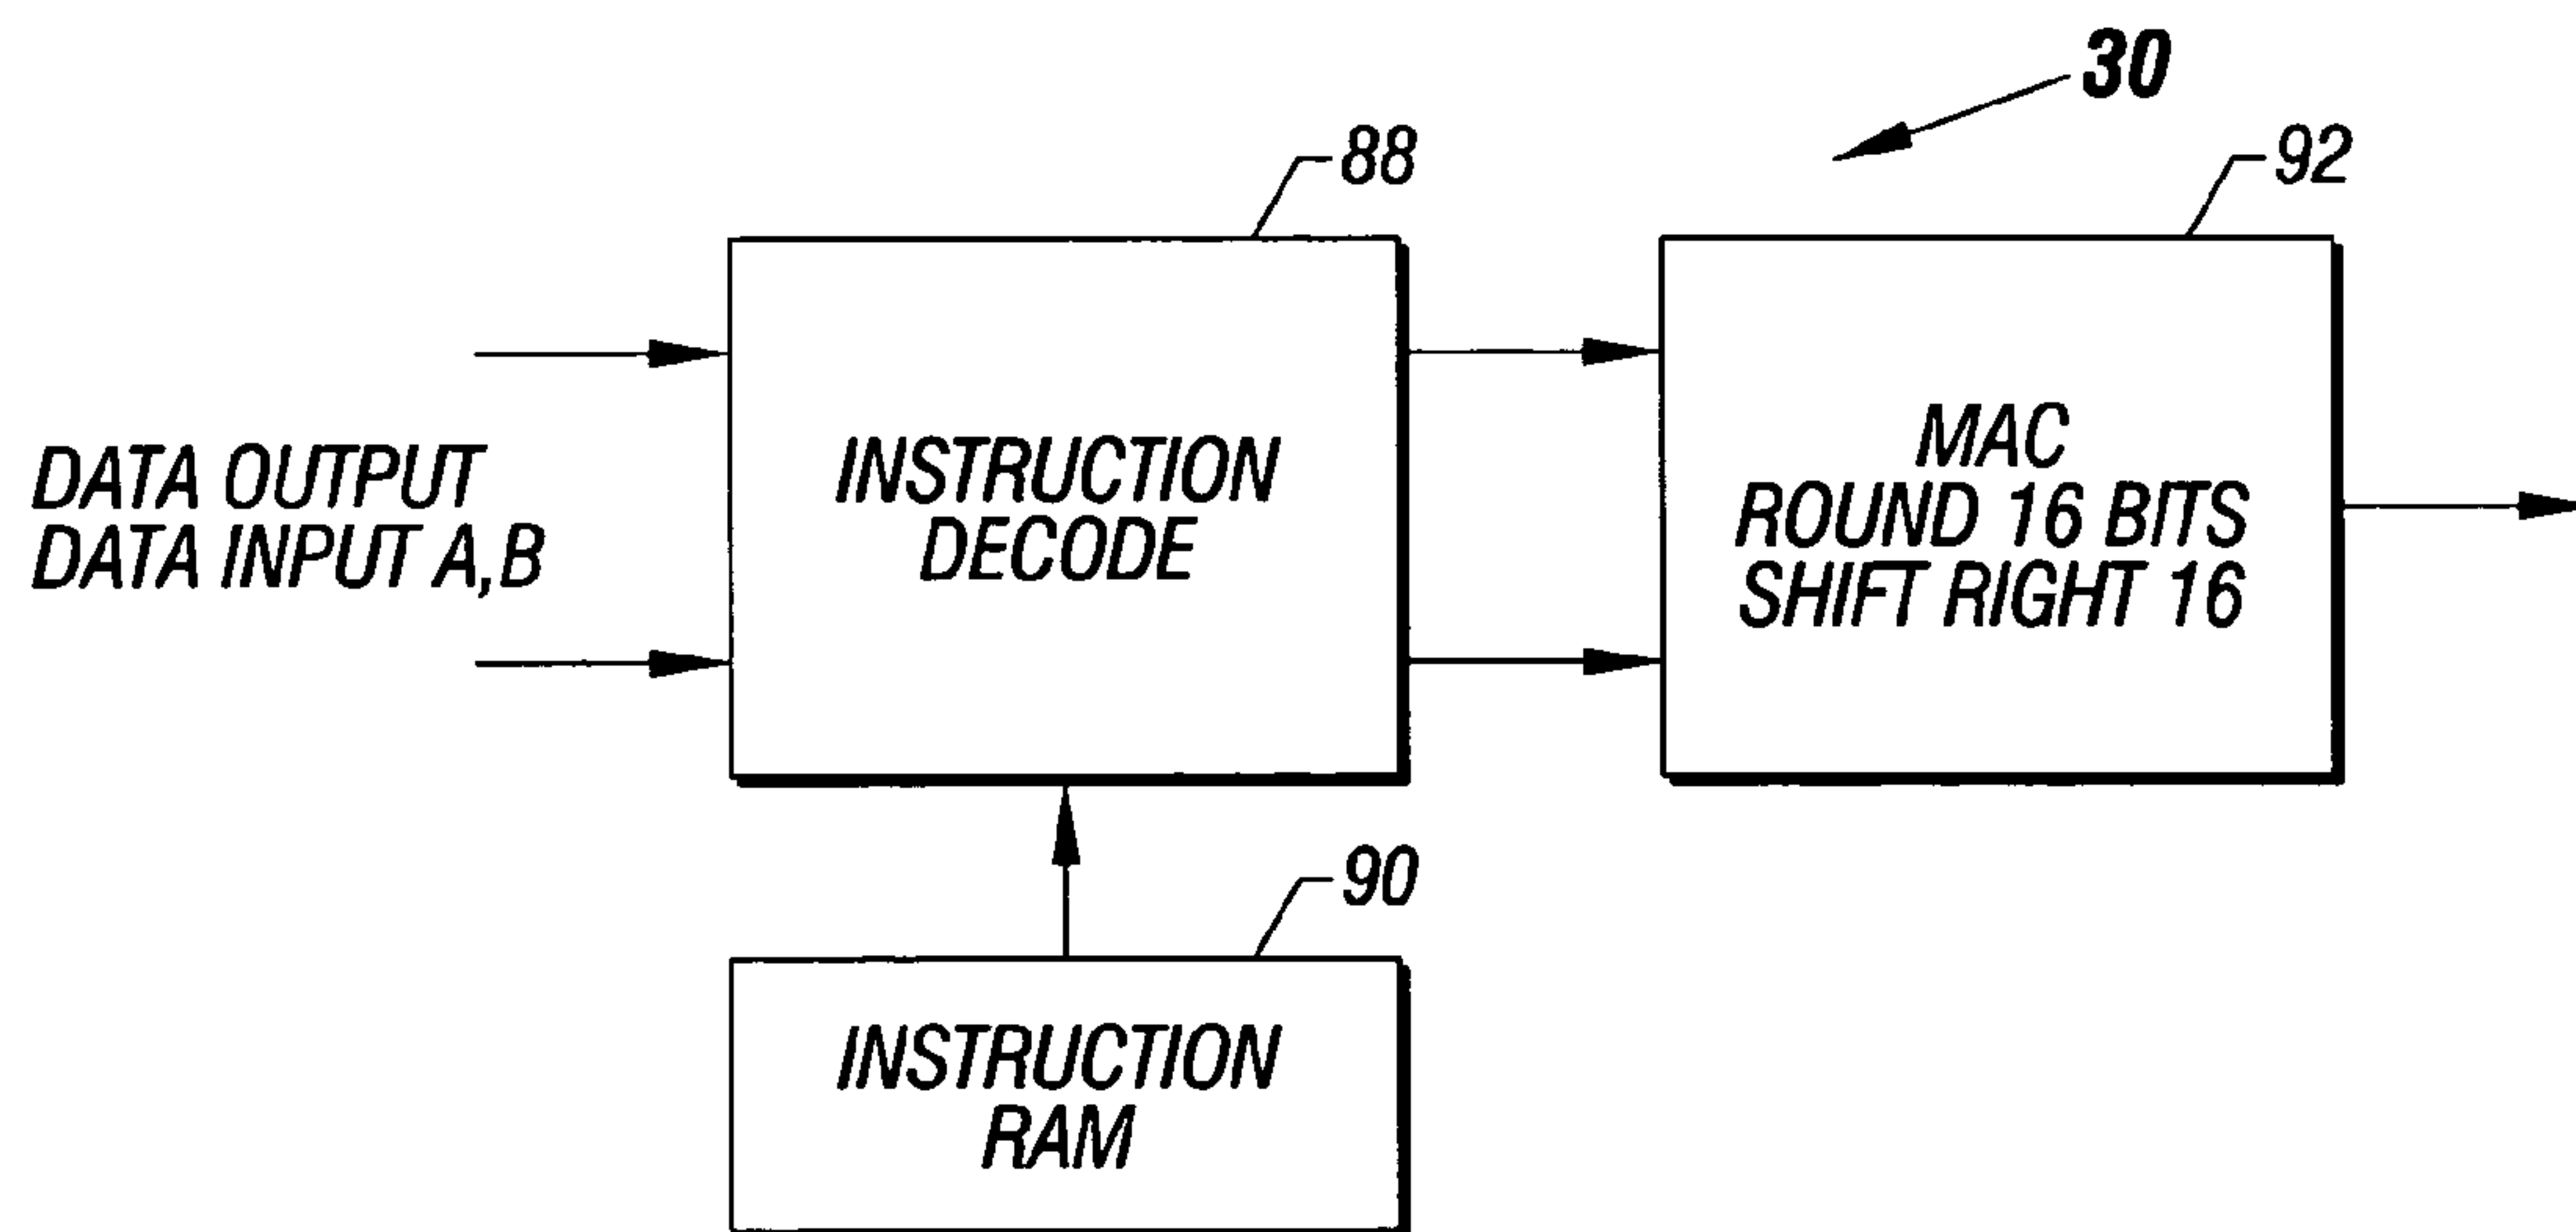 30
88
92
DATA OUTPUT
DATA INPUT A,B
INSTRUCTION
DECODE
MAC
ROUND 16 BITS
SHIFT RIGHT 16
90
INSTRUCTION
RAM